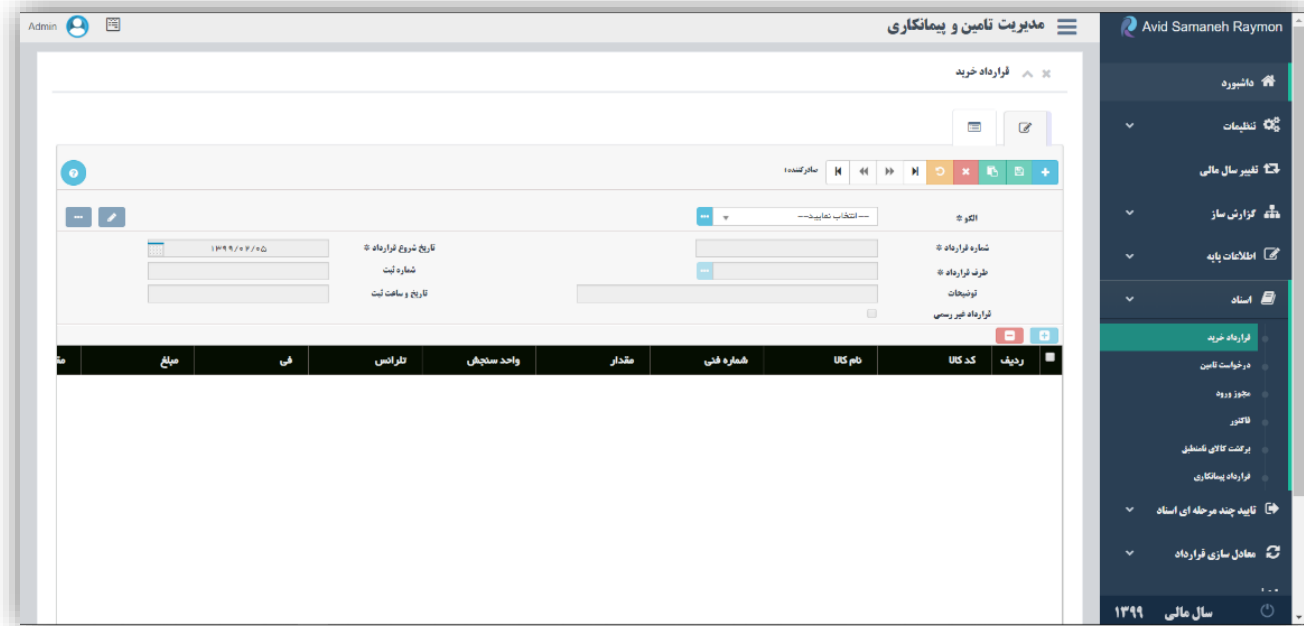 Avid Samaneh Raymon
مدیریت تامین و پیمانکاری
Admin
داشبورد
تنظیمات
تغییر سال مالی
گزارش ساز
اطلاعات پایه
اسناد
قرارداد خرید
درخواست تامین
مجوز ورود
فاکتور
برگشت کالای نامنطبق
قرارداد پیمانکاری
تایید چند مرحله ای اسناد
معادل سازی قرارداد
سال مالی ۱۳۹۹
قرارداد خرید
صادرکننده:
الگو * --انتخاب نمایید--
شماره قرارداد * تاریخ شروع قرارداد * ۱۳۹۹/۰۲/۰۵
طرف قرارداد * شماره ثبت
توضیحات تاریخ و ساعت ثبت
قرارداد غیر رسمی
ردیف کد کالا نام کالا شماره فنی مقدار واحد سنجش تلرانس فی مبلغ